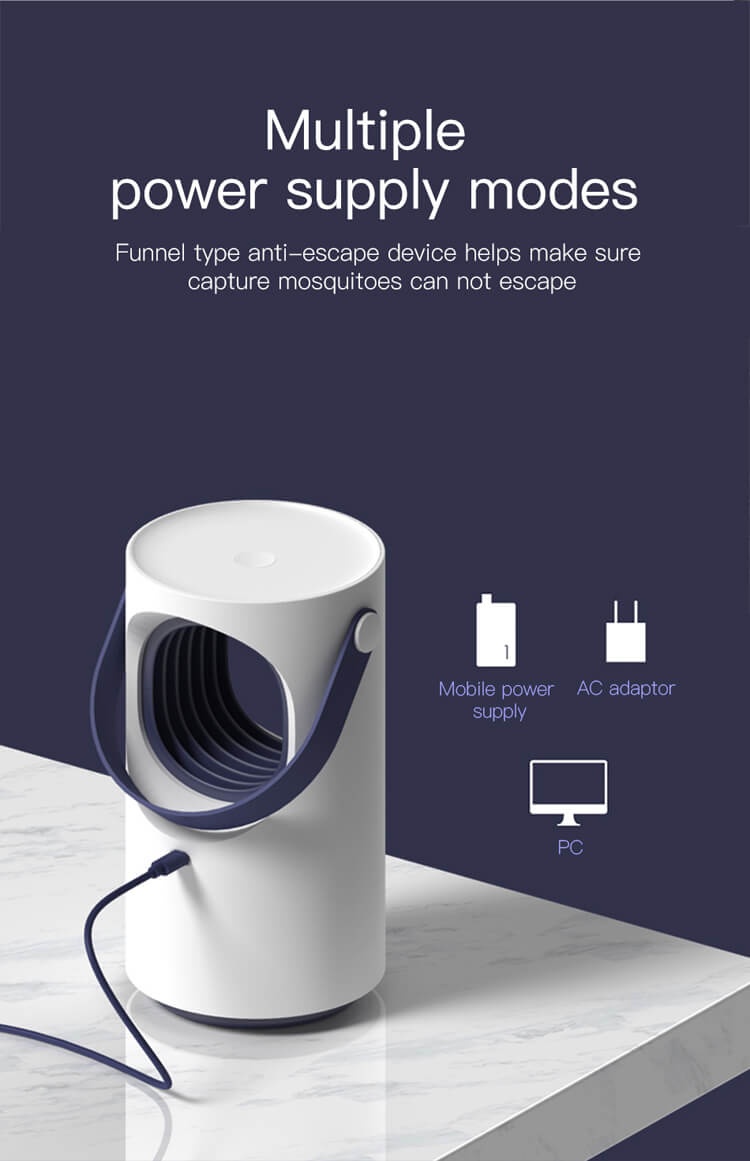 Multiple
power supply modes
Funnel type anti-escape device helps make sure
capture mosquitoes can not escape
1
Mobile power
supply
AC adaptor
PC